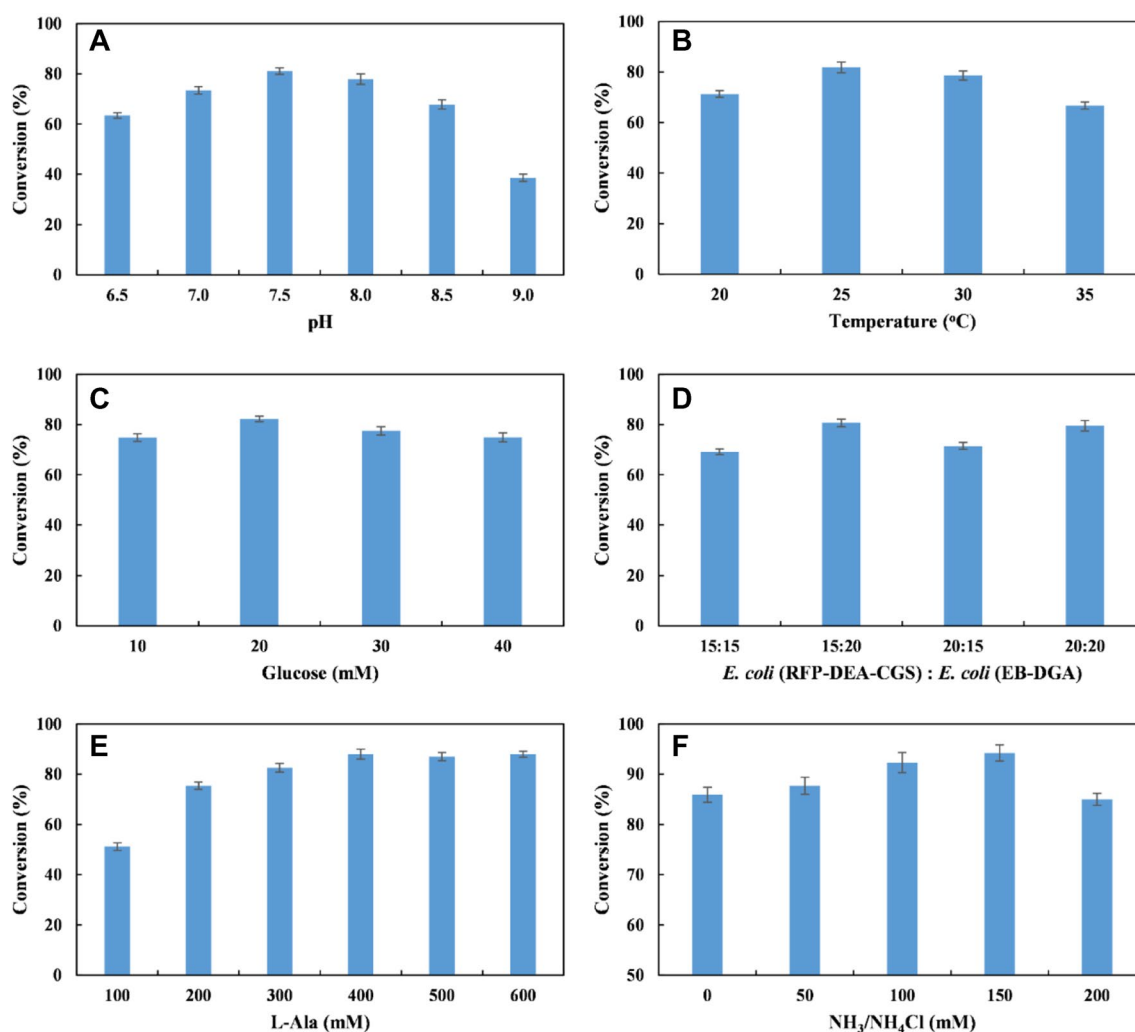 A
Conversion (%)
100
80
60
40
20
0
6.5 7.0 7.5 8.0 8.5 9.0
pH
B
Conversion (%)
100
80
60
40
20
0
20 25 30 35
Temperature (°C)
C
Conversion (%)
100
80
60
40
20
0
10 20 30 40
Glucose (mM)
D
Conversion (%)
100
80
60
40
20
0
15:15 15:20 20:15 20:20
E. coli (RFP-DEA-CGS) : E. coli (EB-DGA)
E
Conversion (%)
100
80
60
40
20
0
100 200 300 400 500 600
L-Ala (mM)
F
Conversion (%)
100
90
80
70
60
50
0 50 100 150 200
NH₃/NH₄Cl (mM)